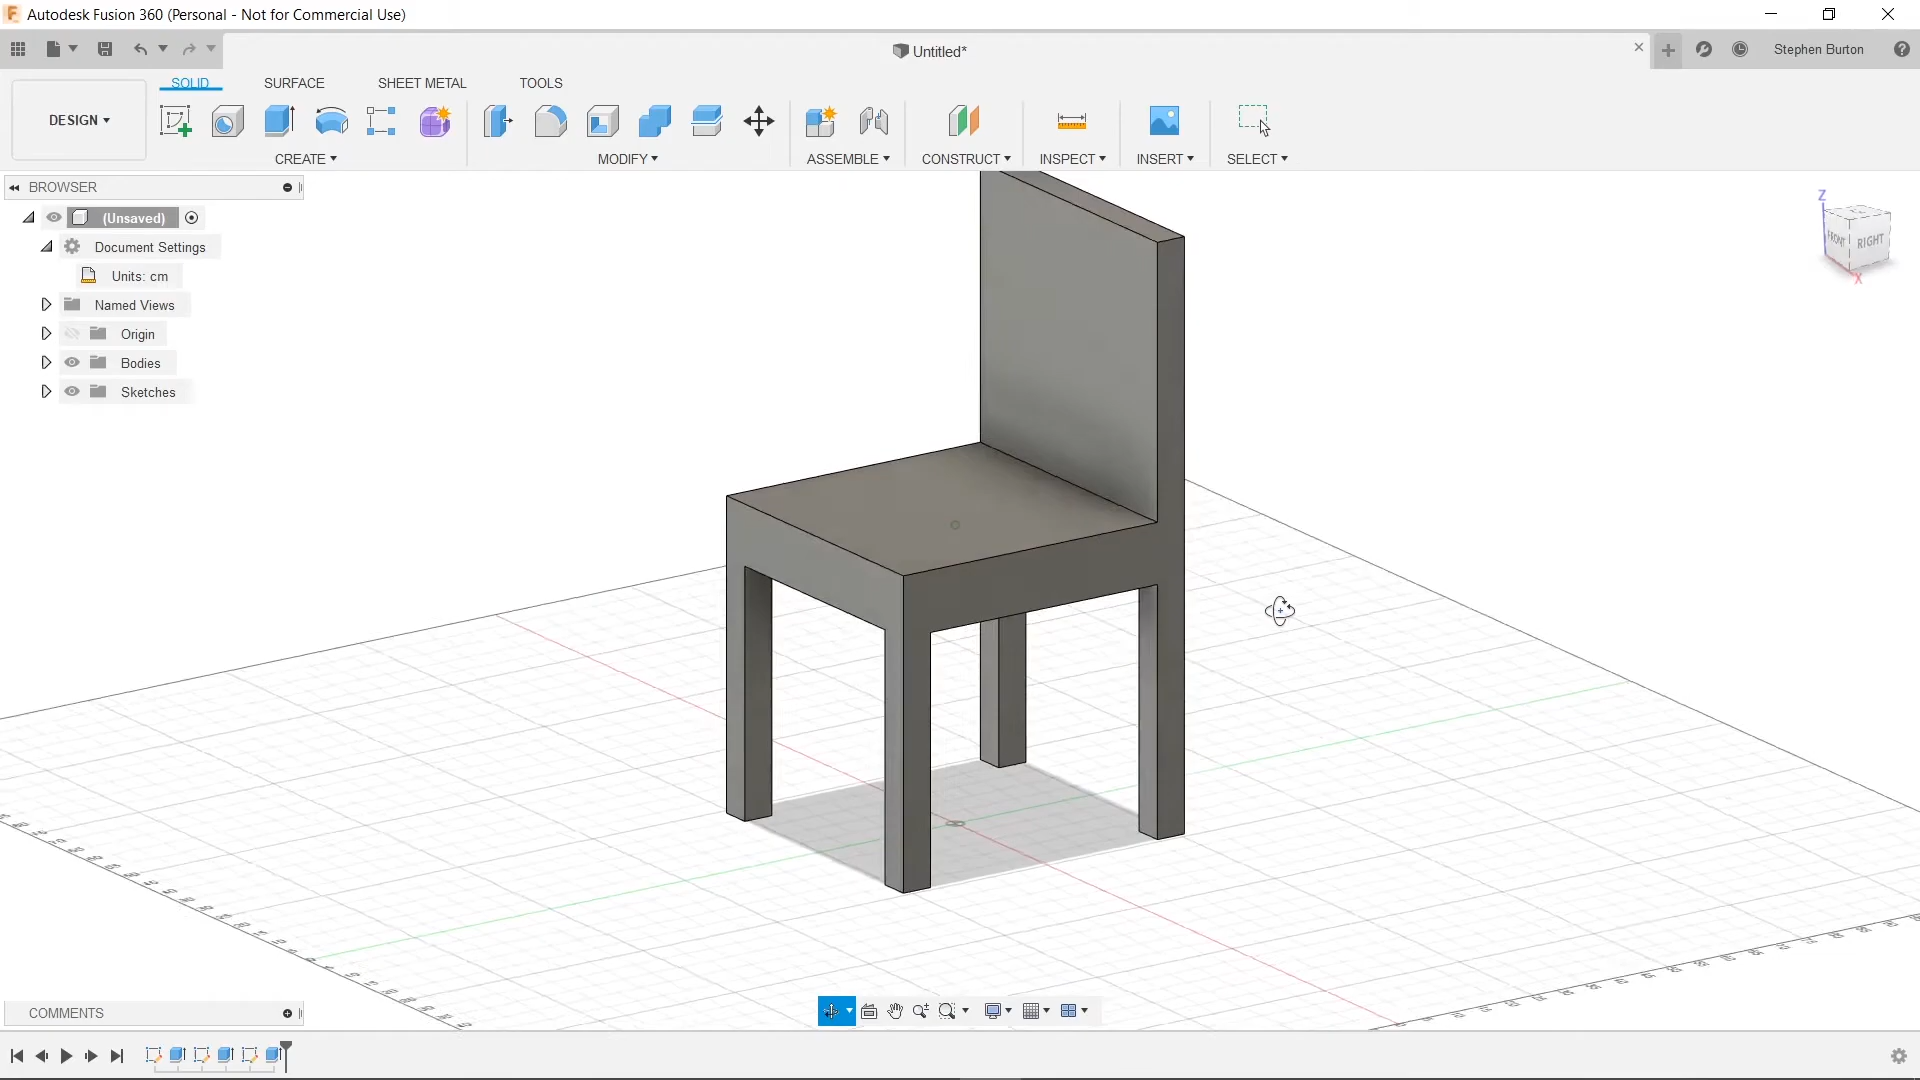 Autodesk Fusion 360 (Personal - Not for Commercial Use)
Untitled*
Stephen Burton
SOLID
SURFACE
SHEET METAL
TOOLS
DESIGN
CREATE
MODIFY
ASSEMBLE
CONSTRUCT
INSPECT
INSERT
SELECT
BROWSER
(Unsaved)
Document Settings
Units: cm
Named Views
Origin
Bodies
Sketches
Z
FRONT
RIGHT
X
COMMENTS